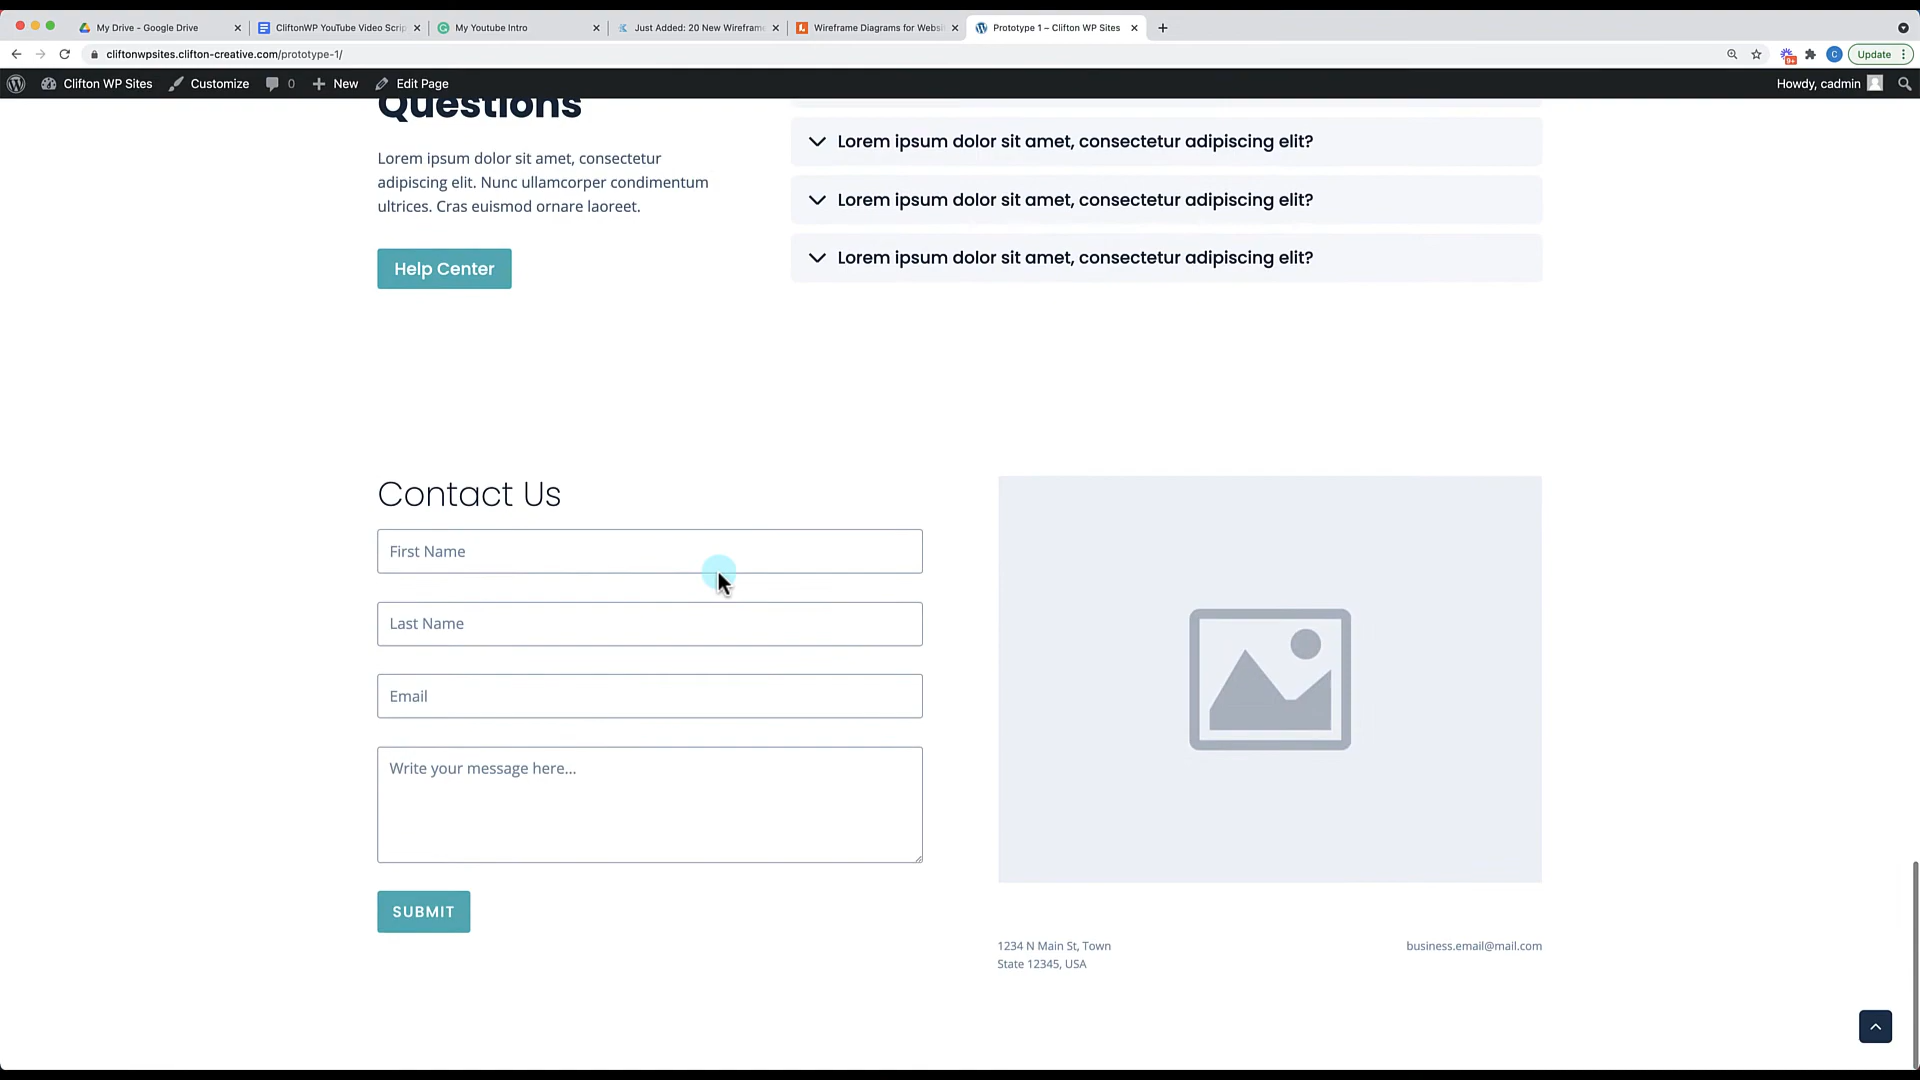 My Drive - Google Drive
CliftonWP YouTube Video Scrip
My Youtube Intro
Just Added: 20 New Wirefram
Wireframe Diagrams for Websi
Prototype 1 – Clifton WP Sites
cliftonwpsites.clifton-creative.com/prototype-1/
9+
C
Update
Clifton WP Sites
Customize
0
New
Edit Page
Howdy, cadmin
Questions
Lorem ipsum dolor sit amet, consectetur
adipiscing elit. Nunc ullamcorper condimentum
ultrices. Cras euismod ornare laoreet.
Help Center
Lorem ipsum dolor sit amet, consectetur adipiscing elit?
Lorem ipsum dolor sit amet, consectetur adipiscing elit?
Lorem ipsum dolor sit amet, consectetur adipiscing elit?
Contact Us
First Name
Last Name
Email
Write your message here...
SUBMIT
1234 N Main St, Town
State 12345, USA
business.email@mail.com